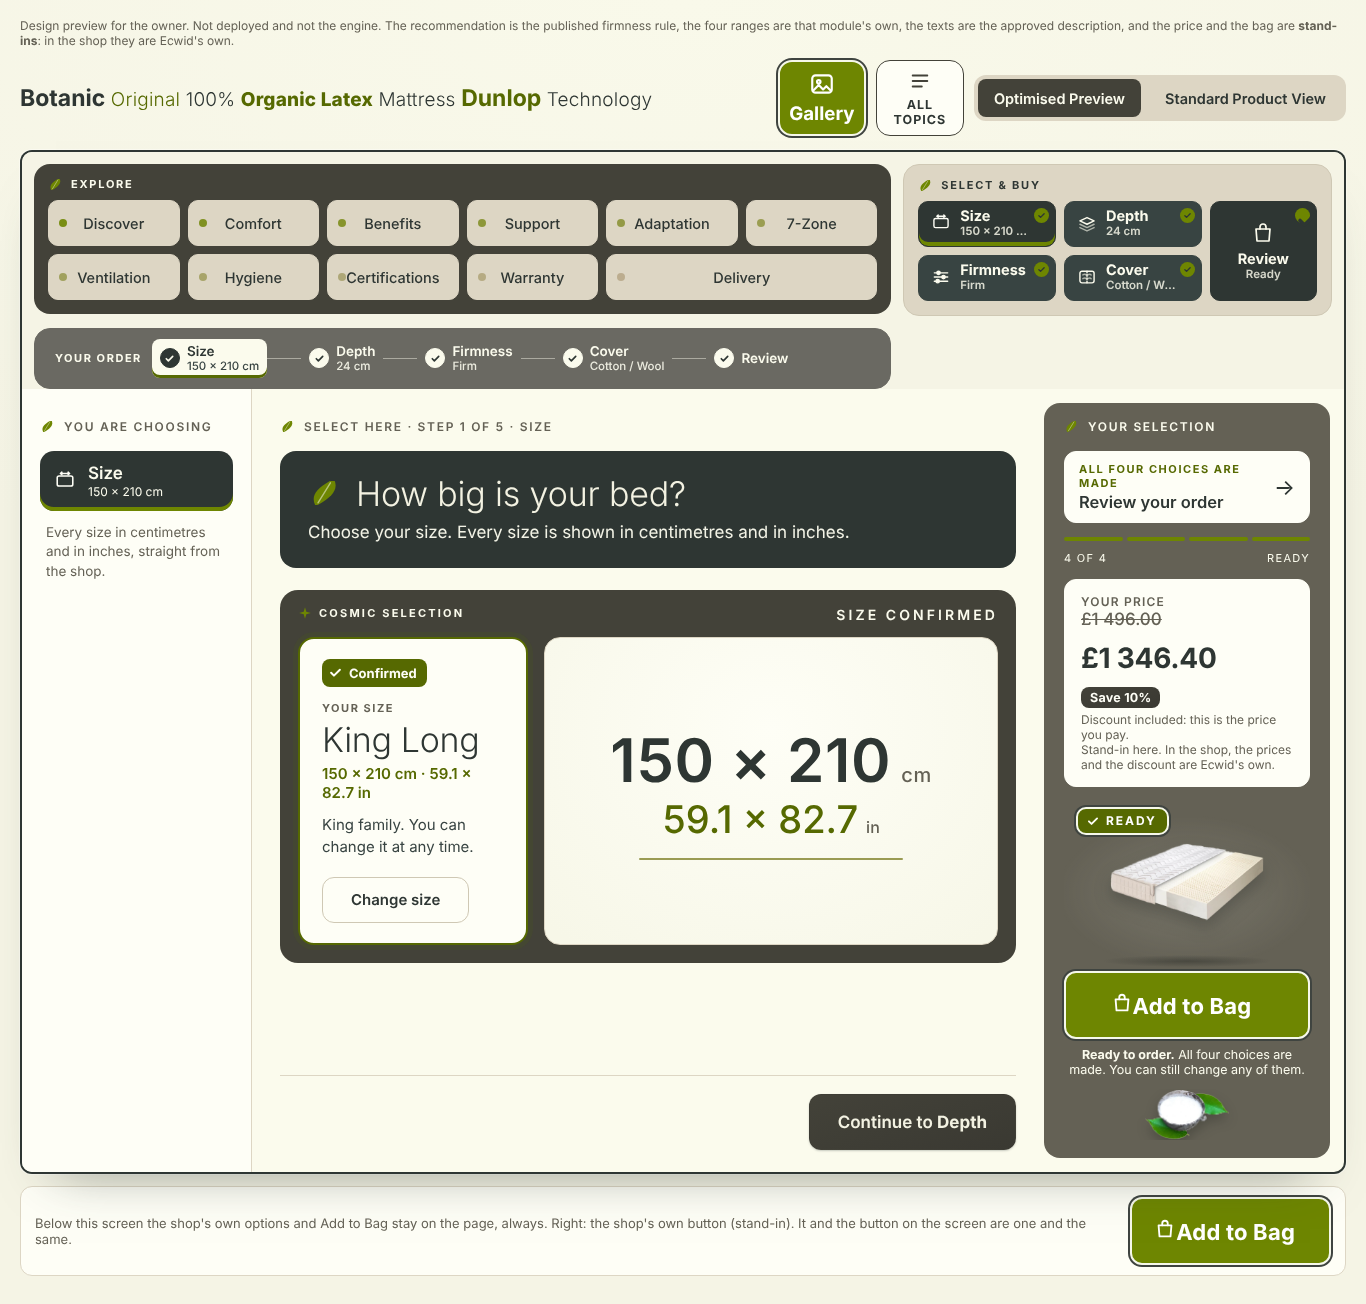 Design preview for the owner. Not deployed and not the engine. The recommendation is the published firmness rule, the four ranges are that module's own, the texts are the approved description, and the price and the bag are stand-
ins: in the shop they are Ecwid's own.
Botanic Original 100% Organic Latex Mattress Dunlop Technology
Gallery
ALL
TOPICS
Optimised Preview
Standard Product View
EXPLORE
Discover
Comfort
Benefits
Support
Adaptation
7-Zone
Ventilation
Hygiene
Certifications
Warranty
Delivery
SELECT & BUY
Size
150 × 210 ...
Depth
24 cm
Firmness
Firm
Cover
Cotton / W...
Review
Ready
YOUR ORDER
Size
150 × 210 cm
Depth
24 cm
Firmness
Firm
Cover
Cotton / Wool
Review
YOU ARE CHOOSING
Size
150 × 210 cm
Every size in centimetres
and in inches, straight from
the shop.
SELECT HERE · STEP 1 OF 5 · SIZE
How big is your bed?
Choose your size. Every size is shown in centimetres and in inches.
COSMIC SELECTION
SIZE CONFIRMED
Confirmed
YOUR SIZE
King Long
150 × 210 cm · 59.1 ×
82.7 in
King family. You can
change it at any time.
Change size
150 × 210 cm
59.1 × 82.7 in
Continue to Depth
YOUR SELECTION
ALL FOUR CHOICES ARE
MADE
Review your order
4 OF 4
READY
YOUR PRICE
£1 496.00
£1 346.40
Save 10%
Discount included: this is the price
you pay.
Stand-in here. In the shop, the prices
and the discount are Ecwid's own.
READY
Add to Bag
Ready to order. All four choices are
made. You can still change any of them.
Below this screen the shop's own options and Add to Bag stay on the page, always. Right: the shop's own button (stand-in). It and the button on the screen are one and the
same.
Add to Bag